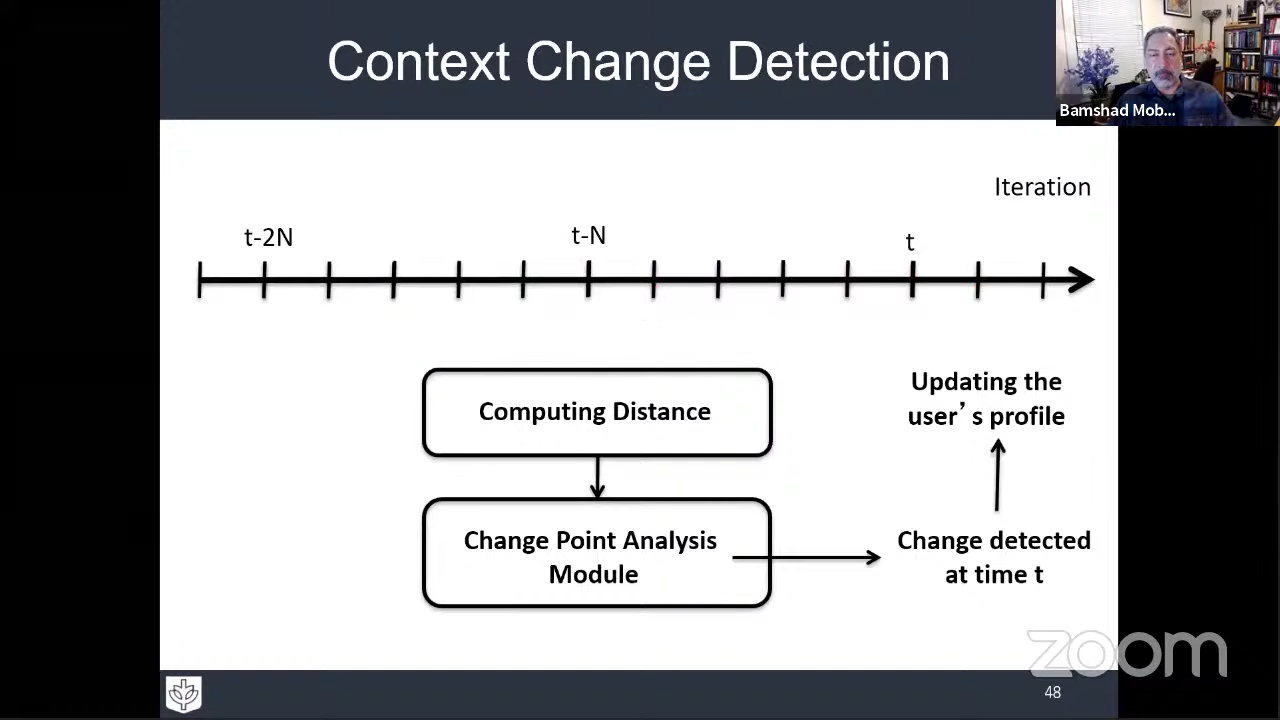 Context Change Detection
Bamshad Mob...
Iteration
t-2N
t-N
t
Computing Distance
Updating the
user’s profile
Change Point Analysis
Module
Change detected
at time t
zoom
48